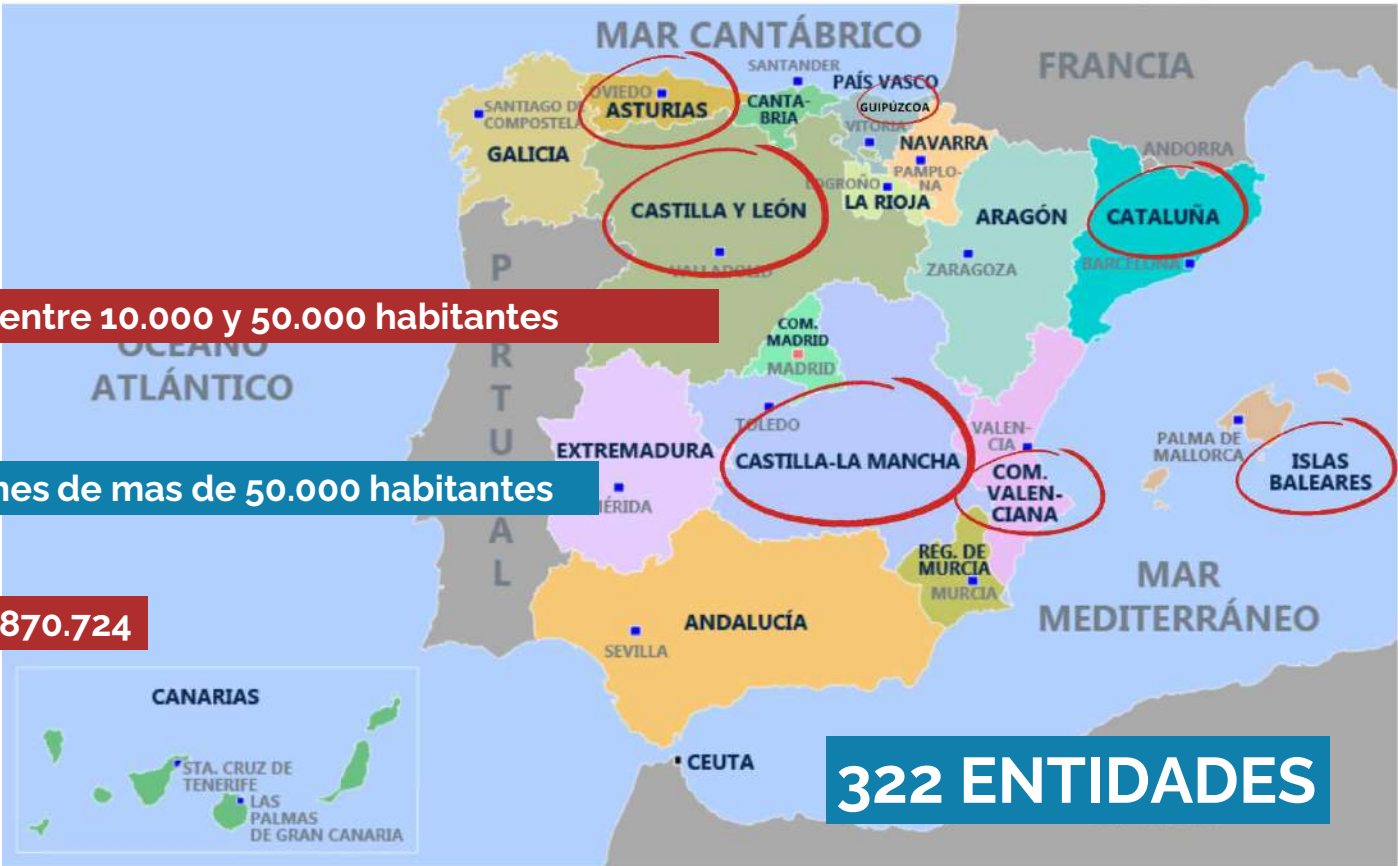 MAR CANTÁBRICO
FRANCIA
SANTANDER
PAÍS VASCO
OVIEDO
ASTURIAS
CANTA-
BRIA
GUIPÚZCOA
SANTIAGO DE
COMPOSTELA
VITORIA
NAVARRA
ANDORRA
GALICIA
PAMPLO-
NA
LOGROÑO
LA RIOJA
CASTILLA Y LEÓN
ARAGÓN
CATALUÑA
VALLADOLID
ZARAGOZA
BARCELONA
entre 10.000 y 50.000 habitantes
COM.
MADRID
MADRID
OCÉANO
ATLÁNTICO
P
R
T
U
A
L
TOLEDO
VALEN-
CIA
PALMA DE
MALLORCA
EXTREMADURA
CASTILLA-LA MANCHA
COM.
VALEN-
CIANA
ISLAS
BALEARES
nes de mas de 50.000 habitantes
MÉRIDA
REG. DE
MURCIA
MURCIA
MAR
MEDITERRÁNEO
870.724
ANDALUCÍA
SEVILLA
CANARIAS
STA. CRUZ DE
TENERIFE
LAS
PALMAS
DE GRAN CANARIA
CEUTA
322 ENTIDADES